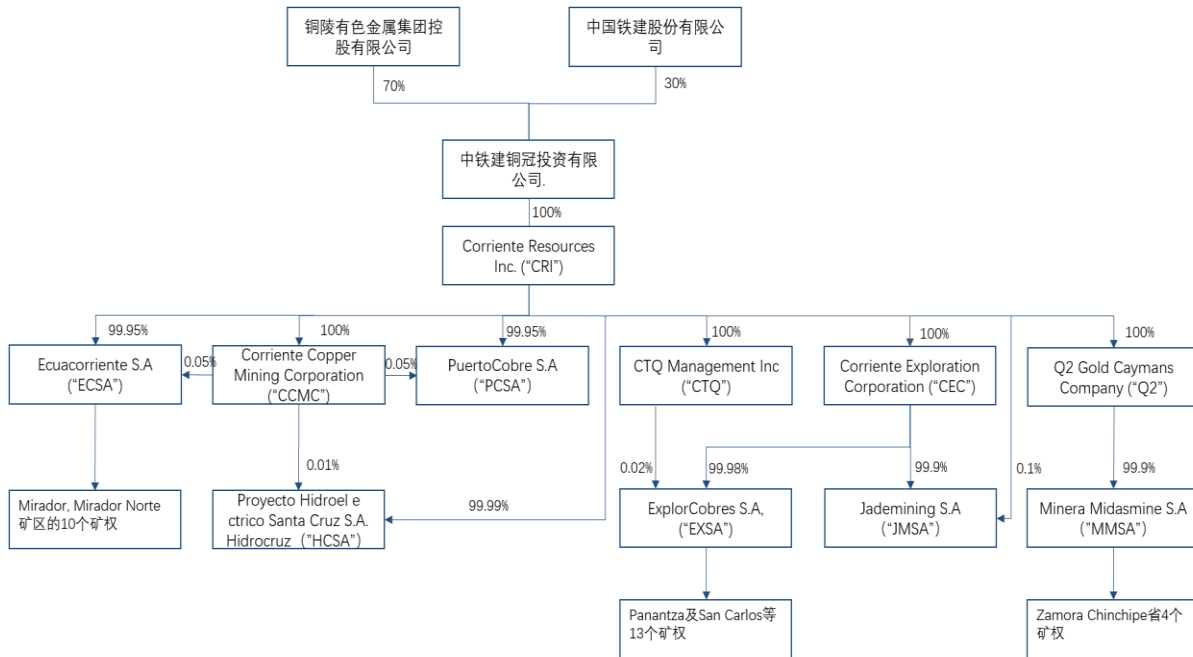 铜陵有色金属集团控
股有限公司
中国铁建股份有限公
司
70%
30%
中铁建铜冠投资有限
公司.
100%
Corriente Resources
Inc. (“CRI”)
99.95%
100%
99.95%
100%
100%
100%
Ecuacorriente S.A
(“ECSA”)
0.05%
Corriente Copper
Mining Corporation
(“CCMC”)
0.05%
PuertoCobre S.A
(“PCSA”)
CTQ Management Inc
(“CTQ”)
Corriente Exploration
Corporation (“CEC”)
Q2 Gold Caymans
Company (“Q2”)
0.01%
0.02%
99.98%
99.9%
0.1%
99.9%
Mirador, Mirador Norte
矿区的10个矿权
Proyecto Hidroel e
ctrico Santa Cruz S.A.
Hidrocruz（”HCSA”)
99.99%
ExplorCobres S.A,
(“EXSA”)
Jademining S.A
(“JMSA”)
Minera Midasmine S.A
(“MMSA”)
Panantza及San Carlos等
13个矿权
Zamora Chinchipe省4个
矿权